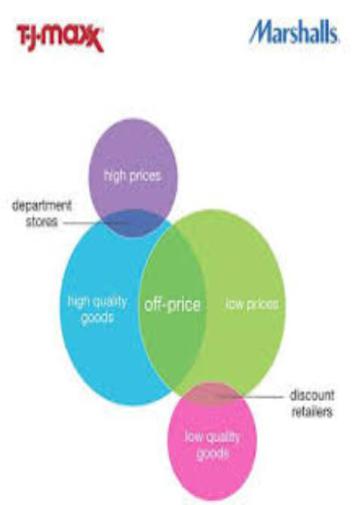 T·J·maxx
Marshalls.
high prices
department
stores
high quality
goods
off-price
low prices
discount
retailers
low quality
goods